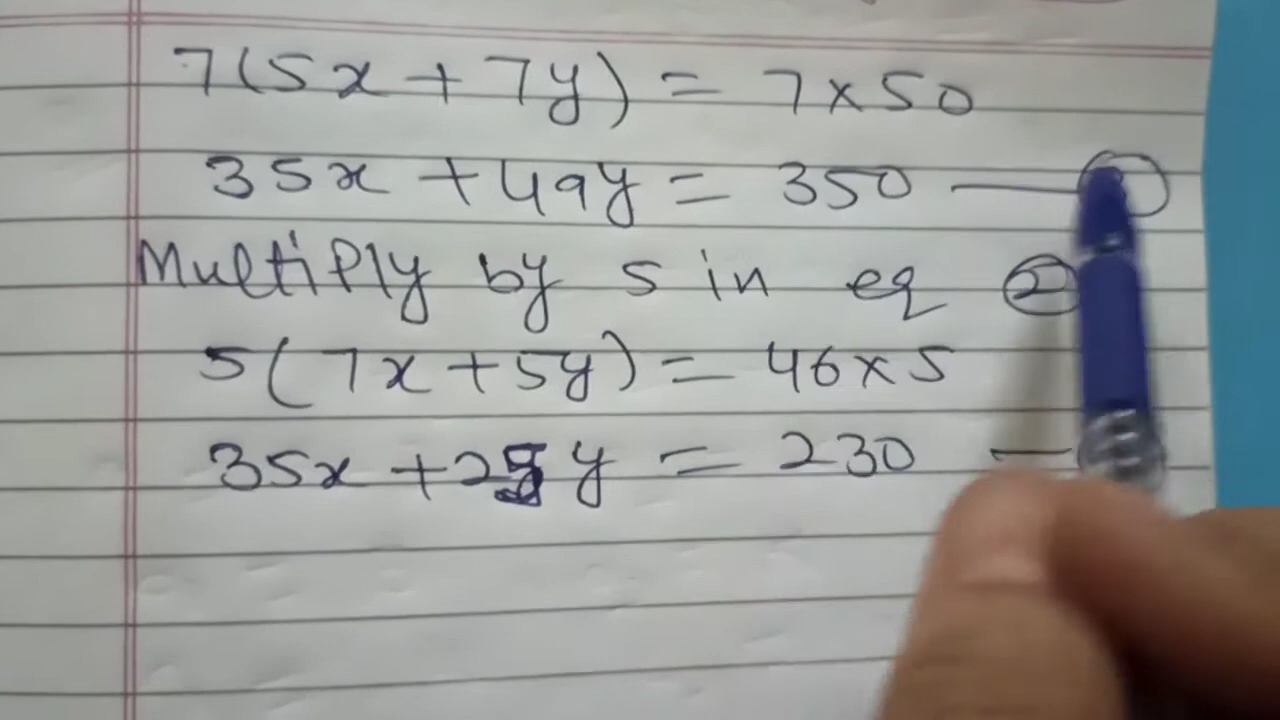 7(5x + 7y) = 7x50
35x + 49y = 350 —
Multiply by 5 in eq 2
5(7x + 5y) = 46x5
35x + 25y = 230 —